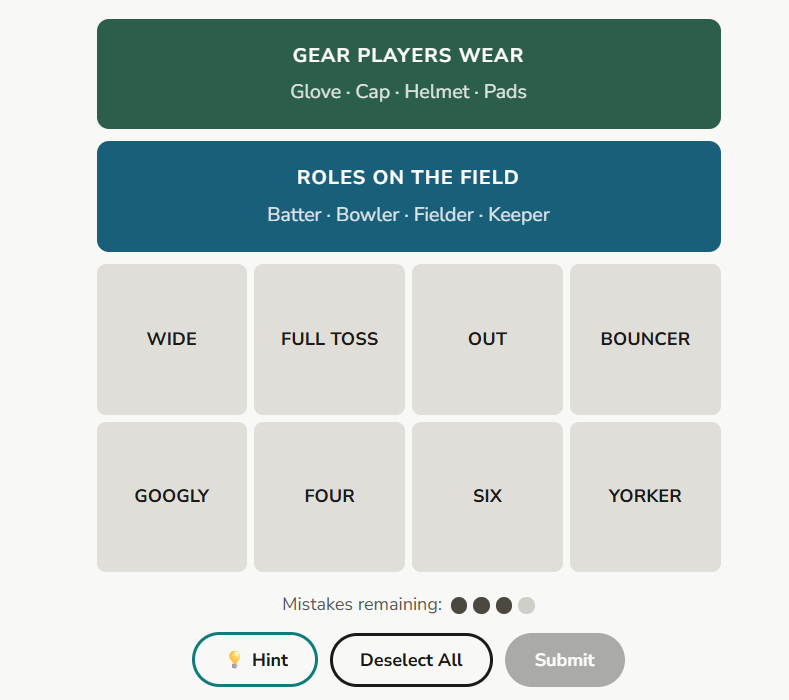 GEAR PLAYERS WEAR
Glove · Cap · Helmet · Pads
ROLES ON THE FIELD
Batter · Bowler · Fielder · Keeper
WIDE
FULL TOSS
OUT
BOUNCER
GOOGLY
FOUR
SIX
YORKER
Mistakes remaining:
Hint
Deselect All
Submit